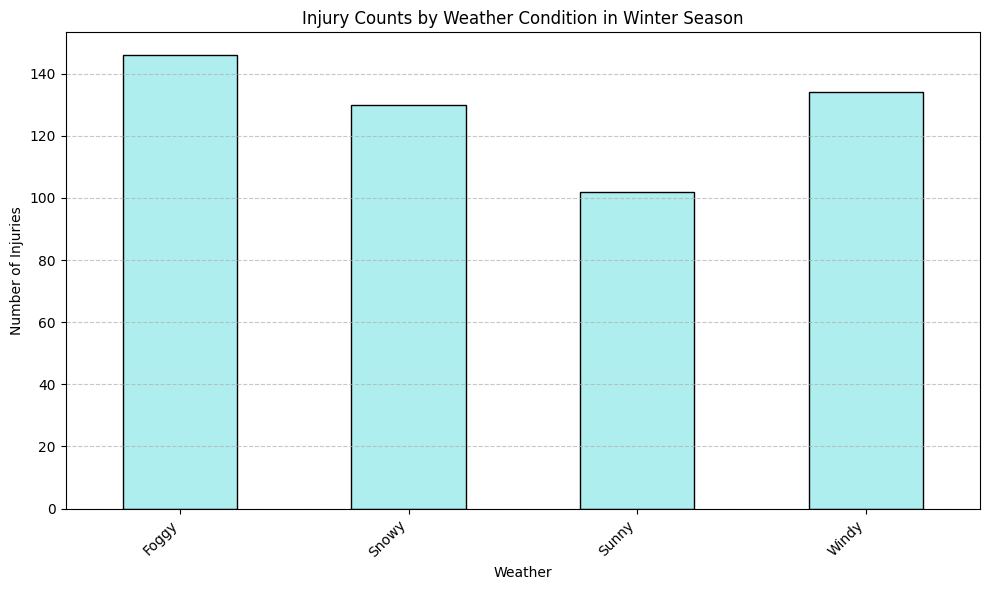 Injury Counts by Weather Condition in Winter Season
Number of Injuries
140
120
100
80
60
40
20
0
Foggy
Snowy
Sunny
Windy
Weather